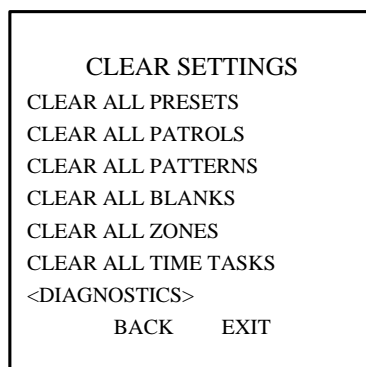 CLEAR SETTINGS
CLEAR ALL PRESETS
CLEAR ALL PATROLS
CLEAR ALL PATTERNS
CLEAR ALL BLANKS
CLEAR ALL ZONES
CLEAR ALL TIME TASKS
<DIAGNOSTICS>
BACK EXIT